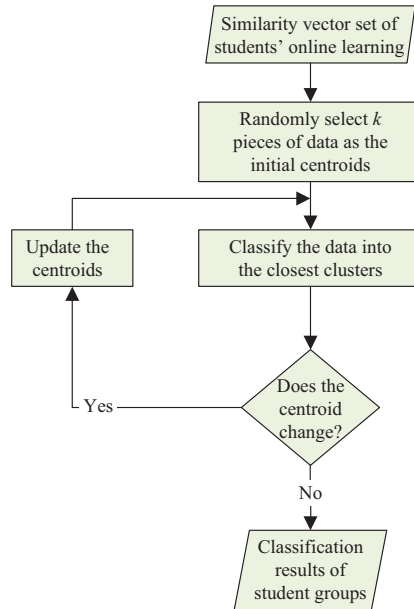 Similarity vector set of
students’ online learning
Randomly select k
pieces of data as the
initial centroids
Update the
centroids
Classify the data into
the closest clusters
Does the
centroid
change?
Yes
No
Classification
results of
student groups